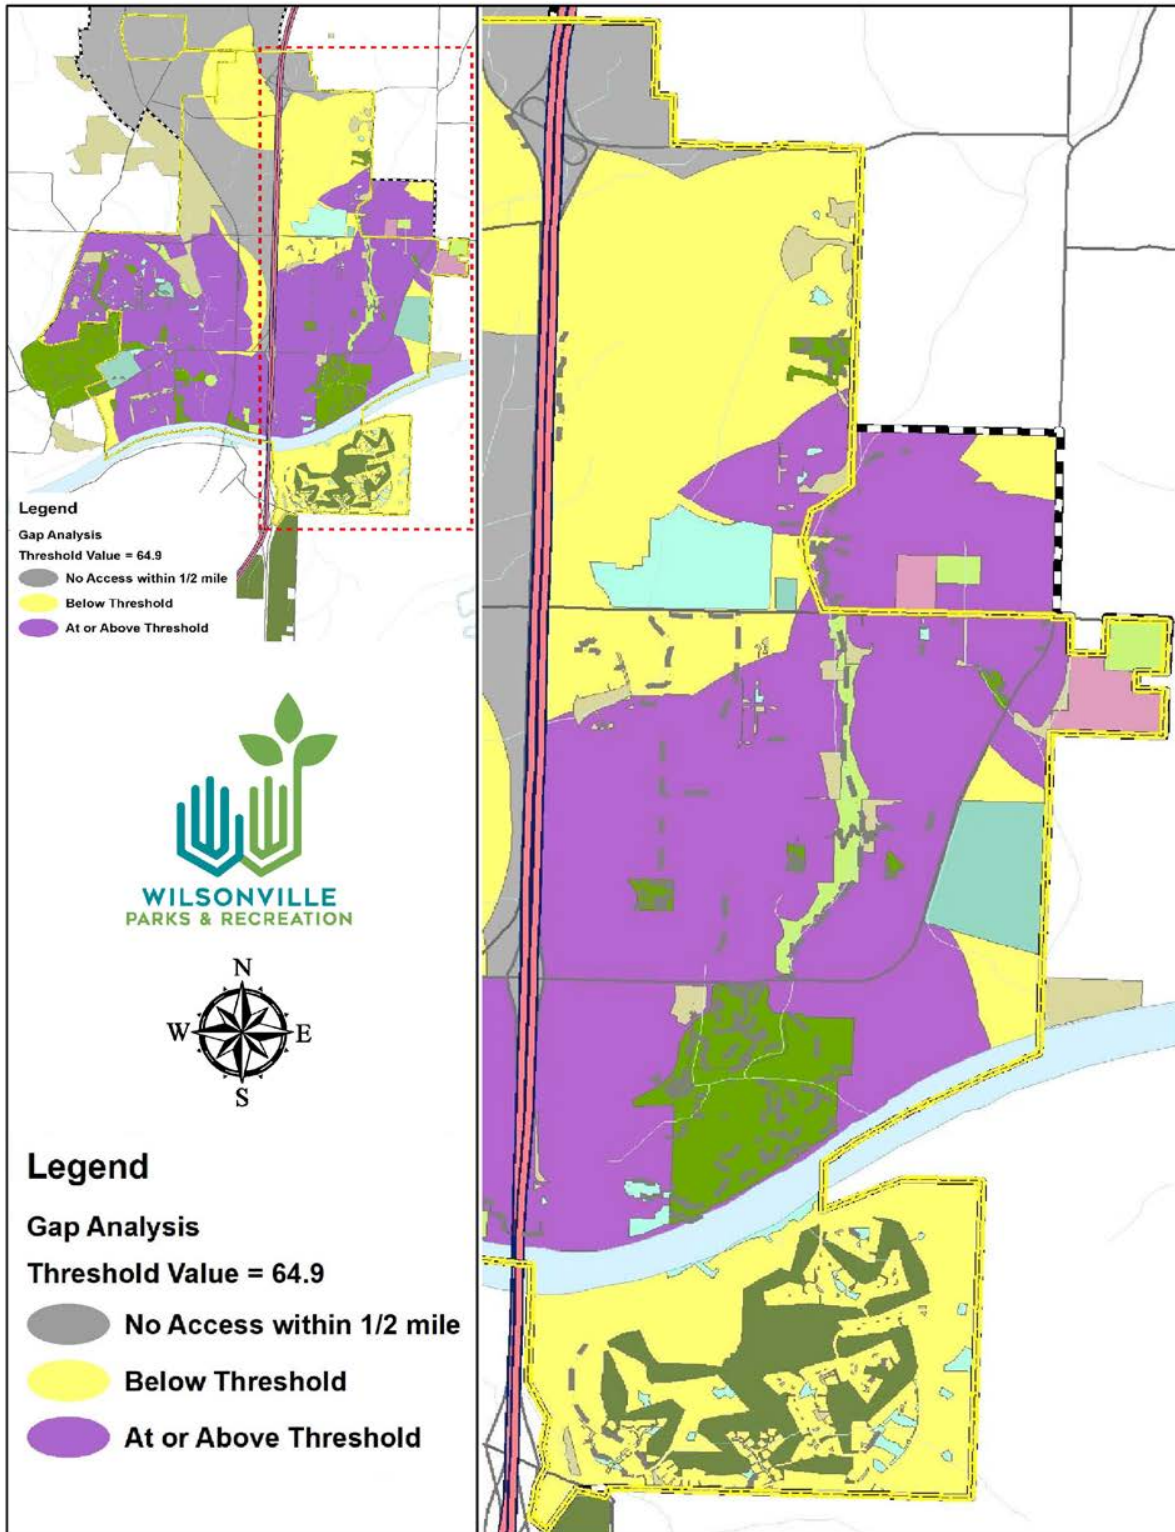 Legend
Gap Analysis
Threshold Value = 64.9
No Access within 1/2 mile
Below Threshold
At or Above Threshold
WILSONVILLE
PARKS & RECREATION
N
W E
S
Legend
Gap Analysis
Threshold Value = 64.9
No Access within 1/2 mile
Below Threshold
At or Above Threshold